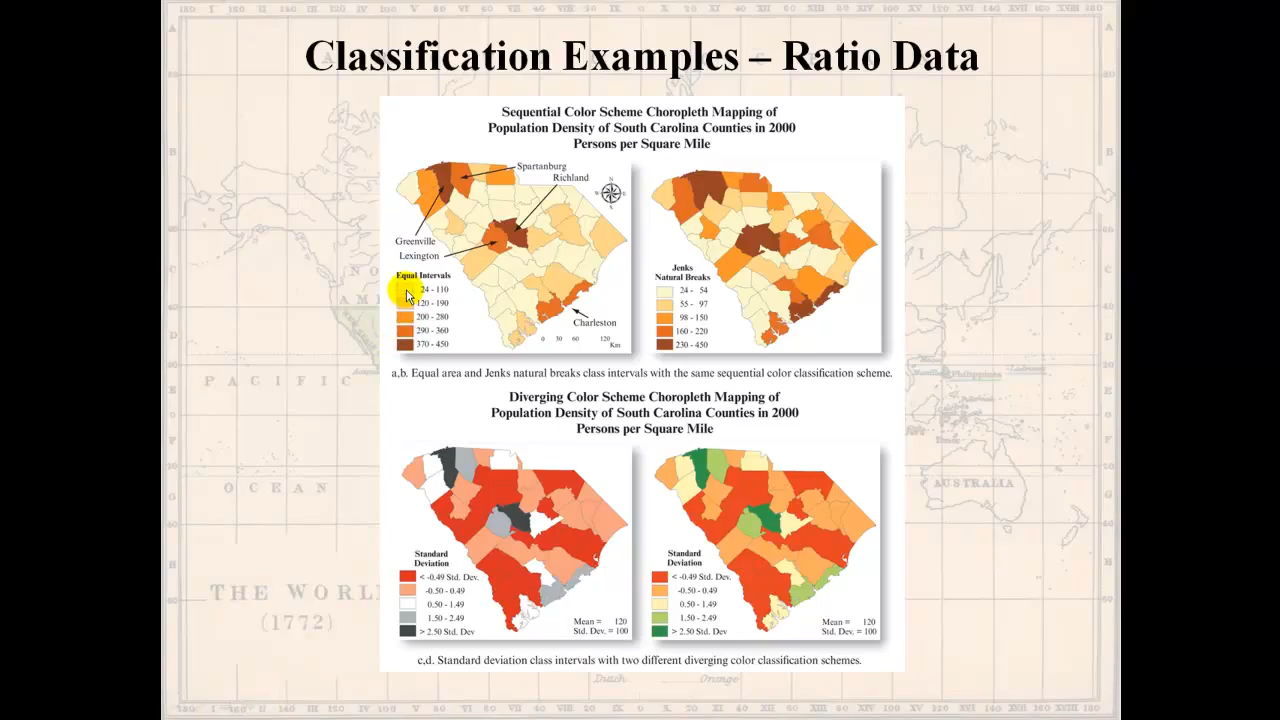 Classification Examples – Ratio Data
Sequential Color Scheme Choropleth Mapping of
Population Density of South Carolina Counties in 2000
Persons per Square Mile
Spartanburg
Richland
N
W
E
S
Greenville
Lexington
Equal Intervals
24 - 110
120 - 190
200 - 280
290 - 360
370 - 450
Charleston
0 30 60 120
Km
Jenks
Natural Breaks
24 - 54
55 - 97
98 - 150
160 - 220
230 - 450
a,b. Equal area and Jenks natural breaks class intervals with the same sequential color classification scheme.
Diverging Color Scheme Choropleth Mapping of
Population Density of South Carolina Counties in 2000
Persons per Square Mile
Standard
Deviation
< -0.49 Std. Dev.
-0.50 - 0.49
0.50 - 1.49
1.50 - 2.49
> 2.50 Std. Dev
Mean = 120
Std. Dev. = 100
Standard
Deviation
< -0.49 Std. Dev.
-0.50 - 0.49
0.50 - 1.49
1.50 - 2.49
> 2.50 Std. Dev
Mean = 120
Std. Dev. = 100
c,d. Standard deviation class intervals with two different diverging color classification schemes.
PACIFIC
OCEAN
THE WORL
(1772)
AUSTRALIA
Philippine